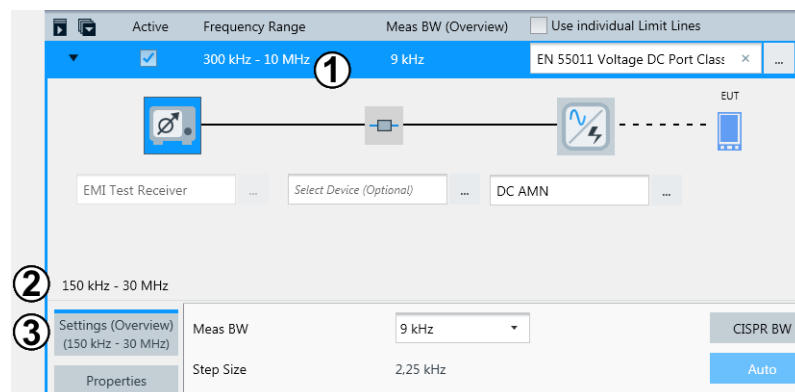 Active Frequency Range Meas BW (Overview) Use individual Limit Lines
300 kHz - 10 MHz 1 9 kHz EN 55011 Voltage DC Port Clas × ...
EUT
EMI Test Receiver ... Select Device (Optional) ... DC AMN ...
2 150 kHz - 30 MHz
3 Settings (Overview) Meas BW 9 kHz CISPR BW
(150 kHz - 30 MHz)
Properties Step Size 2,25 kHz Auto